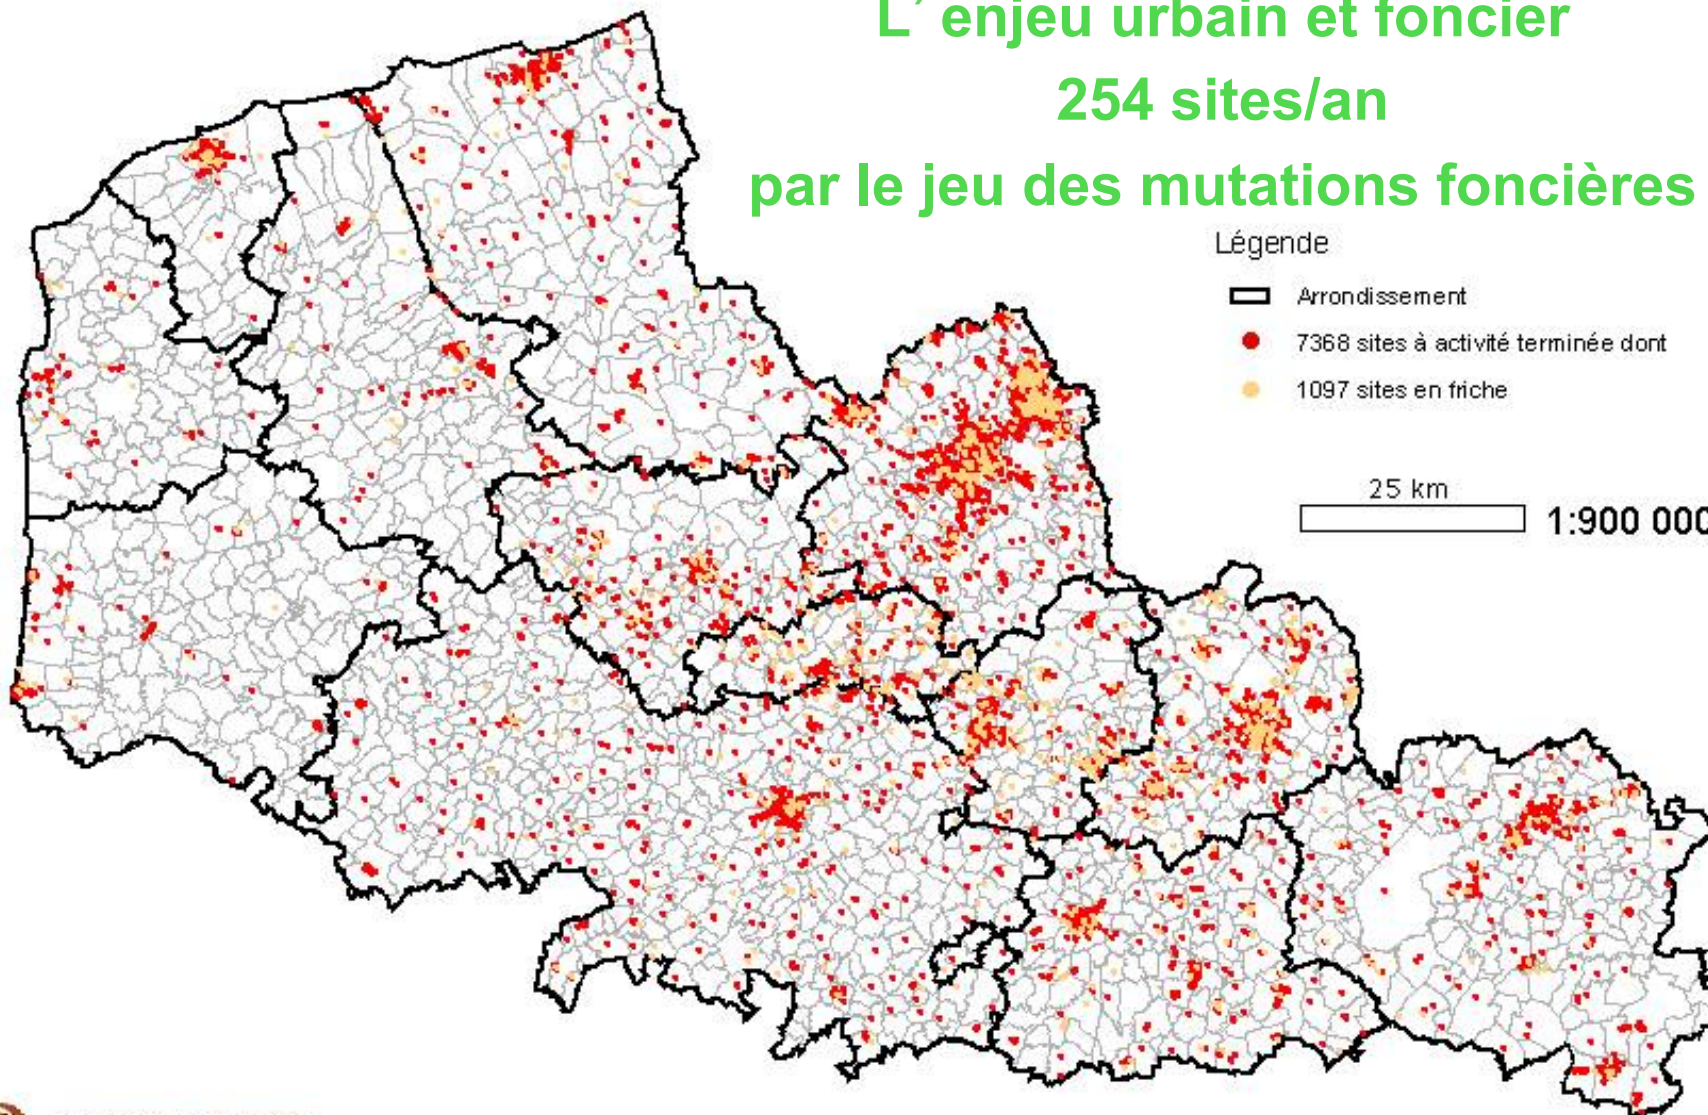 L’ enjeu urbain et foncier
254 sites/an
par le jeu des mutations foncières
Légende
Arrondissement
7368 sites à activité terminée dont
1097 sites en friche
25 km
1:900 000